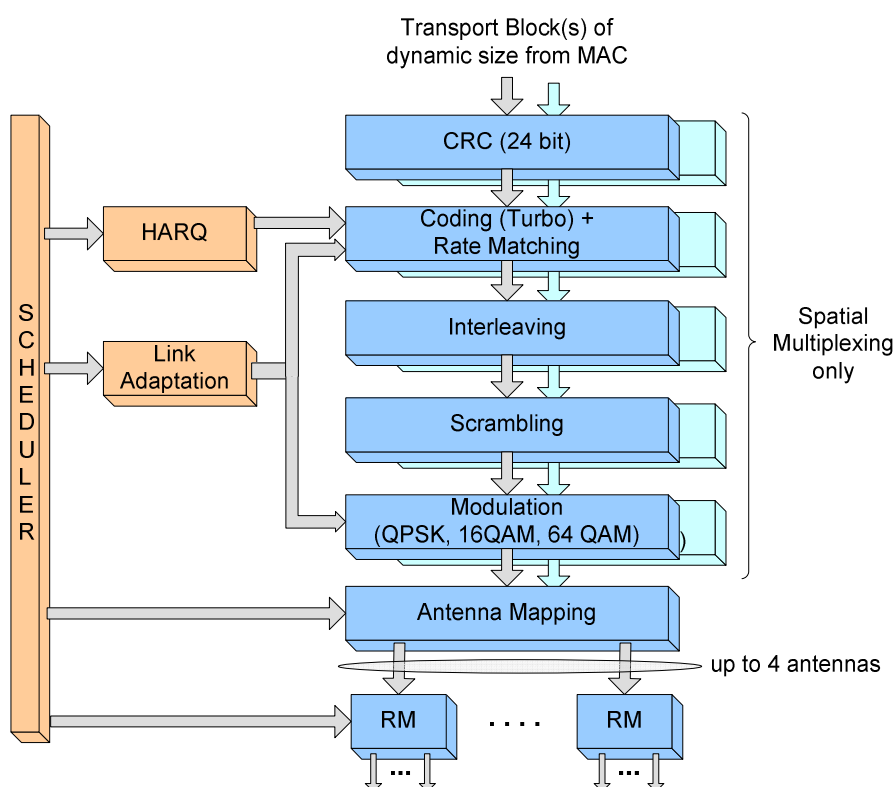 Transport Block(s) of
dynamic size from MAC
CRC (24 bit)
HARQ
Coding (Turbo) +
Rate Matching
Interleaving
Spatial
Multiplexing
only
Link
Adaptation
SCHEDULER
Scrambling
Modulation
(QPSK, 16QAM, 64 QAM)
)
Antenna Mapping
up to 4 antennas
RM
. . . .
RM
...
...